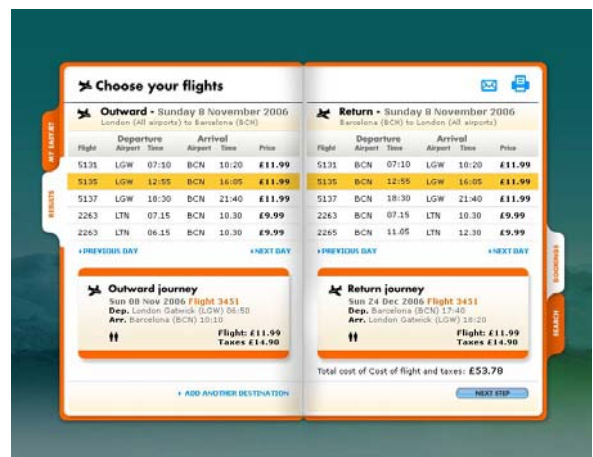 Choose your flights
MY EASYJET
RESULTS
Outward - Sunday 8 November 2006
London (All airports) to Barcelona (BCN)
Departure Arrival
Flight Airport Time Airport Time Price
5131 LGW 07:10 BCN 10:20 £11.99
5135 LGW 12:55 BCN 16:05 £11.99
5137 LGW 18:30 BCN 21:40 £11.99
2263 LTN 07.15 BCN 10.30 £9.99
2263 LTN 06.15 BCN 10.30 £9.99
PREVIOUS DAY NEXT DAY
Outward journey
Sun 08 Nov 2006 Flight 3451
Dep. London Gatwick (LGW) 06:50
Arr. Barcelona (BCN) 10:10
Flight: £11.99
Taxes £14.90
ADD ANOTHER DESTINATION
Return - Sunday 8 November 2006
Barcelona (BCN) to London (All airports)
Departure Arrival
Flight Airport Time Airport Time Price
5131 BCN 07:10 LGW 10:20 £11.99
5135 BCN 12:55 LGW 16:05 £11.99
5137 BCN 18:30 LGW 21:40 £11.99
2263 BCN 07.15 LTN 10.30 £9.99
2265 BCN 11.05 LTN 12.30 £9.99
PREVIOUS DAY NEXT DAY
Return journey
Sun 24 Dec 2006 Flight 3451
Dep. Barcelona (BCN) 17:40
Arr. London Gatwick (LGW) 18:20
Flight: £11.99
Taxes £14.90
Total cost of Cost of flight and taxes: £53.78
NEXT STEP
BOOKINGS
SEARCH